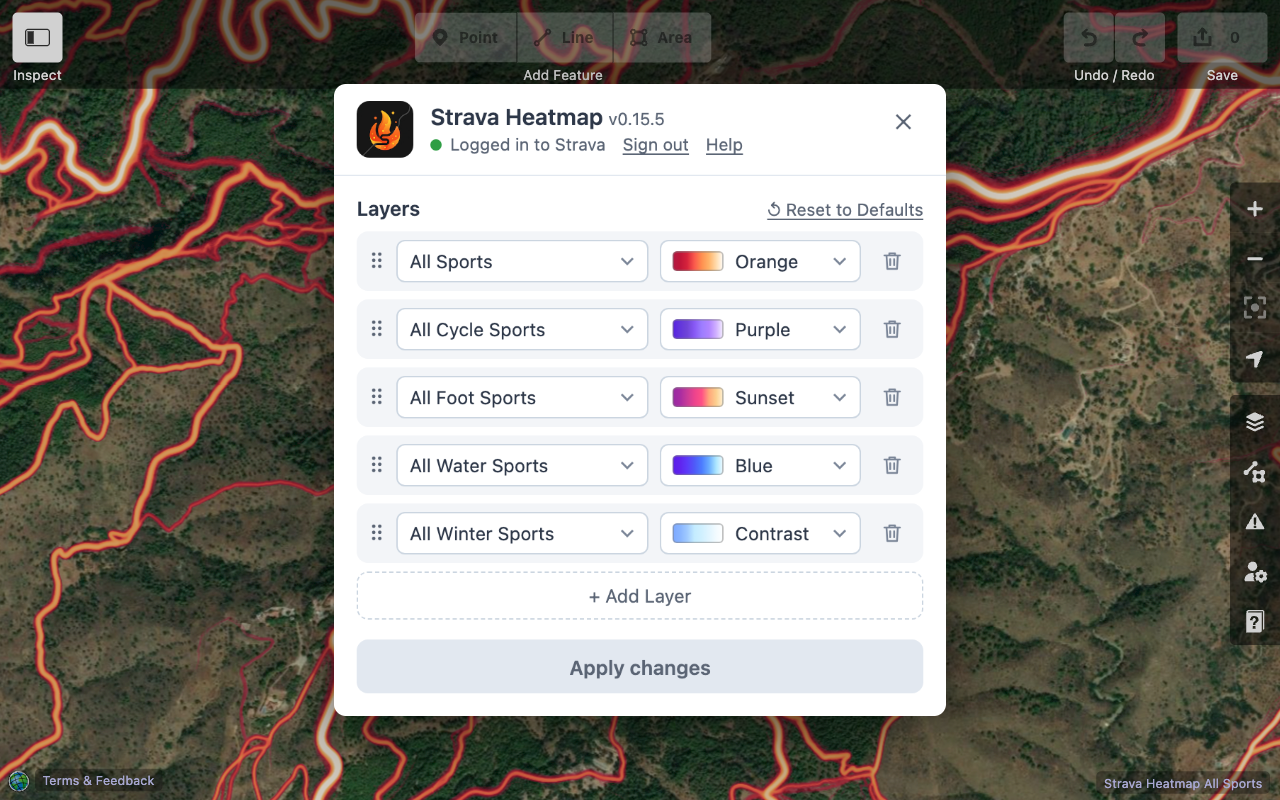 Point Line Area 0
Inspect Add Feature Undo / Redo Save
Strava Heatmap v0.15.5
Logged in to Strava Sign out Help
Layers Reset to Defaults
All Sports Orange
All Cycle Sports Purple
All Foot Sports Sunset
All Water Sports Blue
All Winter Sports Contrast
+ Add Layer
Apply changes
Terms & Feedback Strava Heatmap All Sports